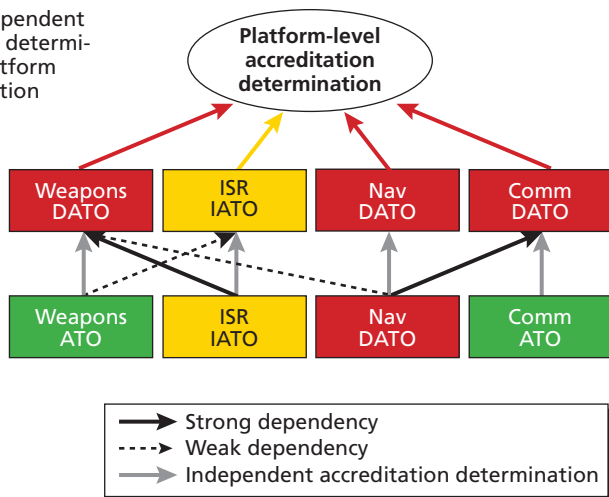 pendent
determi-
tform
tion
Platform-level
accreditation
determination
Weapons
DATO
ISR
IATO
Nav
DATO
Comm
DATO
Weapons
ATO
ISR
IATO
Nav
DATO
Comm
ATO
Strong dependency
Weak dependency
Independent accreditation determination